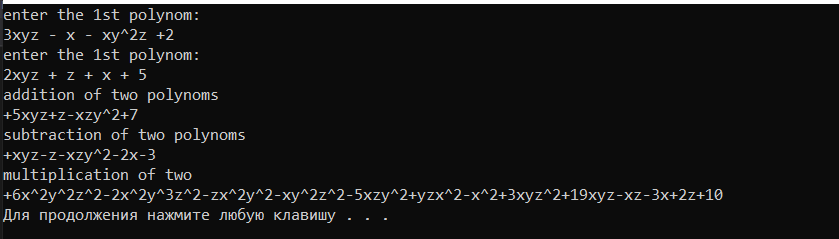 enter the 1st polynom:
3xyz - x - xy^2z +2
enter the 1st polynom:
2xyz + z + x + 5
addition of two polynoms
+5xyz+z-xzy^2+7
subtraction of two polynoms
+xyz-z-xzy^2-2x-3
multiplication of two
+6x^2y^2z^2-2x^2y^3z^2-zx^2y^2-xy^2z^2-5xzy^2+yzx^2-x^2+3xyz^2+19xyz-xz-3x+2z+10
Для продолжения нажмите любую клавишу . . .